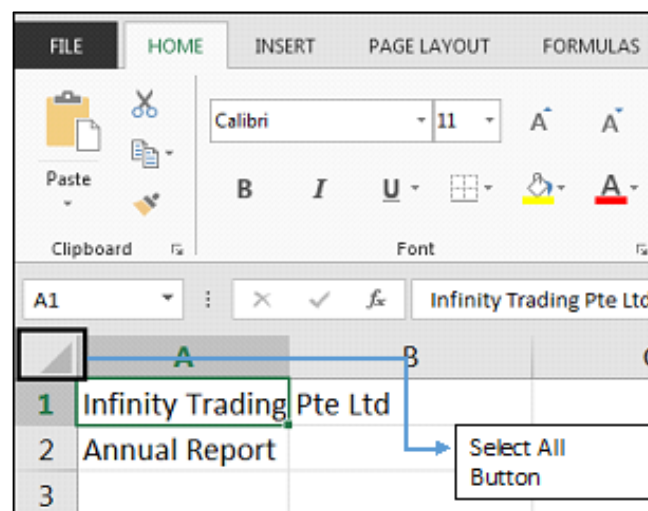 FILE HOME INSERT PAGE LAYOUT FORMULAS
Calibri 11 A A
Paste B I U A
Clipboard Font
A1 fx Infinity Trading Pte Ltd
A B
1 Infinity Trading Pte Ltd
2 Annual Report
3
Select All
Button